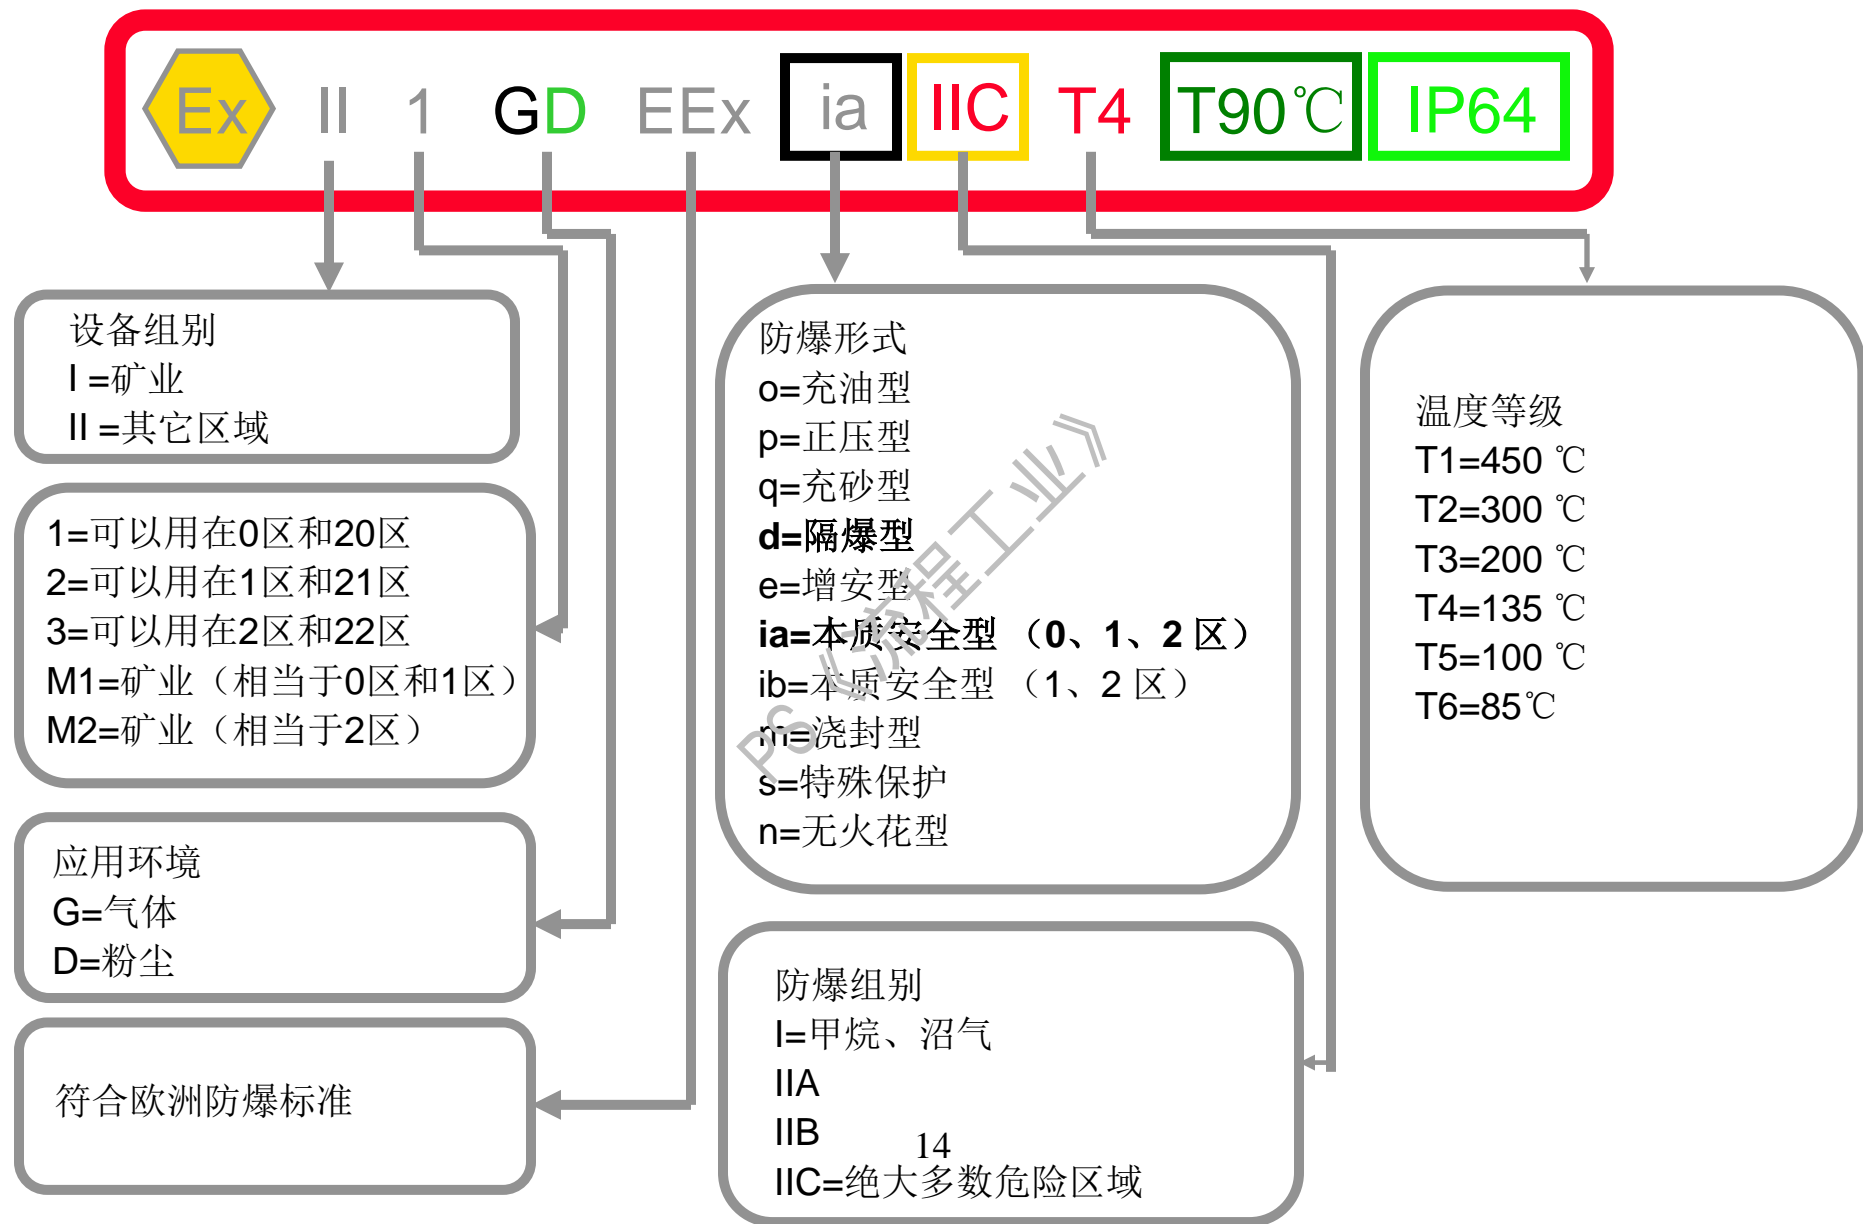 Ex II 1 GD EEx ia IIC T4 T90℃ IP64
设备组别
I =矿业
II =其它区域
1=可以用在0区和20区
2=可以用在1区和21区
3=可以用在2区和22区
M1=矿业（相当于0区和1区）
M2=矿业（相当于2区）
应用环境
G=气体
D=粉尘
符合欧洲防爆标准
防爆形式
o=充油型
p=正压型
q=充砂型
d=隔爆型
e=增安型
ia=本质安全型 （0、1、2 区）
ib=本质安全型 （1、2 区）
m=浇封型
s=特殊保护
n=无火花型
PS《流程工业》
防爆组别
I=甲烷、沼气
IIA
IIB
14
IIC=绝大多数危险区域
温度等级
T1=450 ℃
T2=300 ℃
T3=200 ℃
T4=135 ℃
T5=100 ℃
T6=85℃